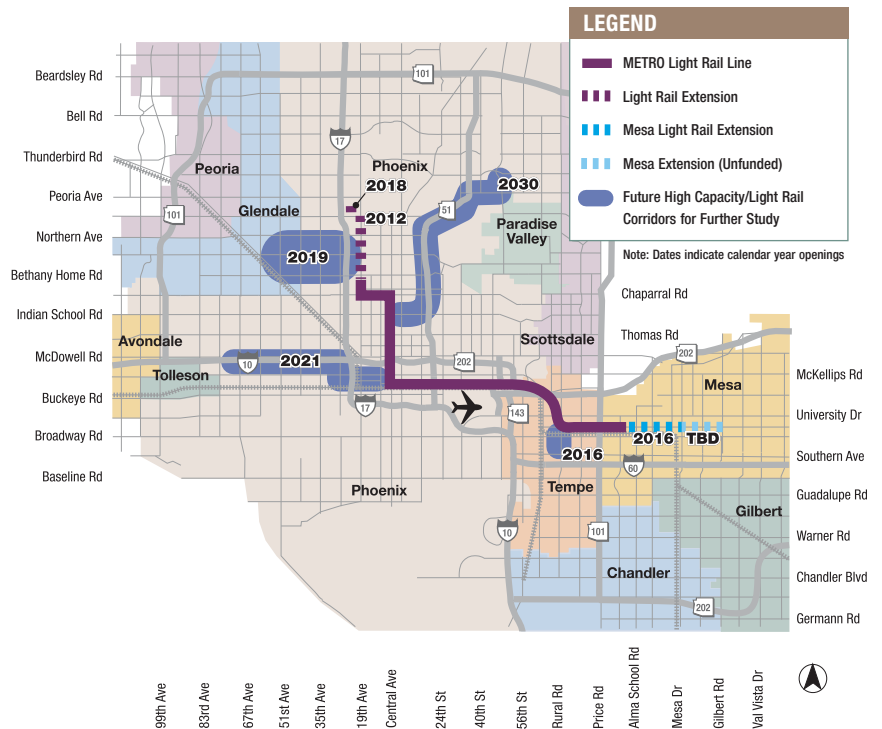 LEGEND
METRO Light Rail Line
Light Rail Extension
Mesa Light Rail Extension
Mesa Extension (Unfunded)
Future High Capacity/Light Rail
Corridors for Further Study
Note: Dates indicate calendar year openings
Beardsley Rd
Bell Rd
Thunderbird Rd
Peoria Ave
Northern Ave
Bethany Home Rd
Indian School Rd
McDowell Rd
Buckeye Rd
Broadway Rd
Baseline Rd
101
17
Peoria
Phoenix
2018
2030
101
Glendale
2012
51
Paradise
Valley
2019
Chaparral Rd
Thomas Rd
Avondale
Scottsdale
202
10
2021
202
Tolleson
Mesa
McKellips Rd
17
143
University Dr
2016
TBD
2016
Southern Ave
60
Phoenix
Tempe
Guadalupe Rd
Gilbert
10
101
Warner Rd
Chandler
Chandler Blvd
202
Germann Rd
99th Ave
83rd Ave
67th Ave
51st Ave
35th Ave
19th Ave
Central Ave
24th St
40th St
56th St
Rural Rd
Price Rd
Alma School Rd
Mesa Dr
Gilbert Rd
Val Vista Dr